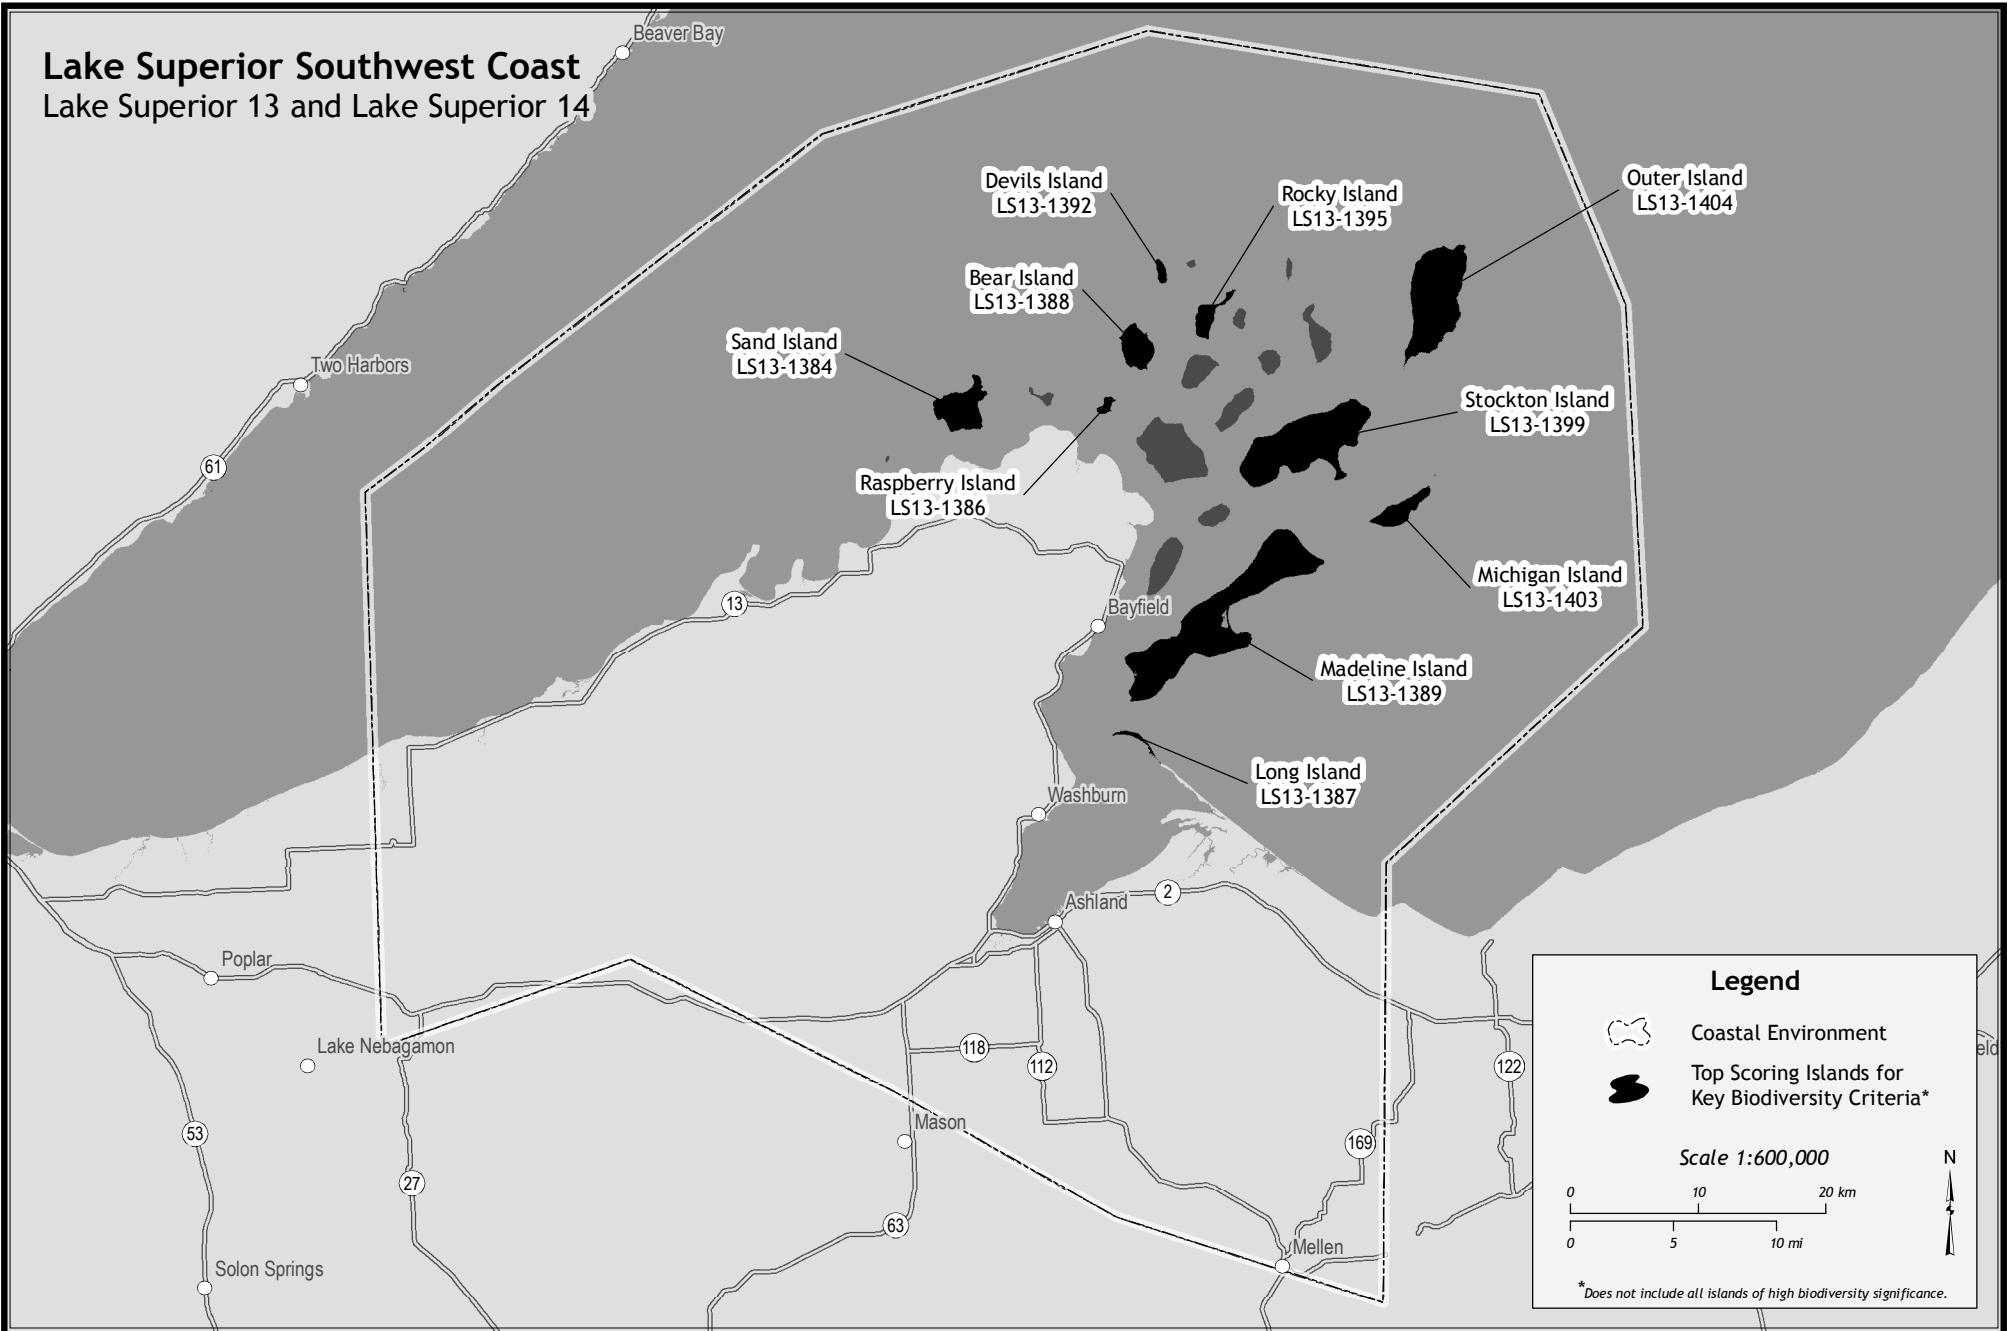 Lake Superior Southwest Coast
Lake Superior 13 and Lake Superior 14
Beaver Bay
Two Harbors
61
Devils Island
LS13-1392
Rocky Island
LS13-1395
Outer Island
LS13-1404
Bear Island
LS13-1388
Sand Island
LS13-1384
Stockton Island
LS13-1399
Raspberry Island
LS13-1386
Michigan Island
LS13-1403
13
Bayfield
Madeline Island
LS13-1389
Long Island
LS13-1387
Washburn
Ashland
2
Poplar
Lake Nebagamon
118
112
122
eld
53
27
Mason
169
63
Mellen
Solon Springs
Legend
Coastal Environment
Top Scoring Islands for
Key Biodiversity Criteria*
Scale 1:600,000
N
0 10 20 km
0 5 10 mi
*Does not include all islands of high biodiversity significance.